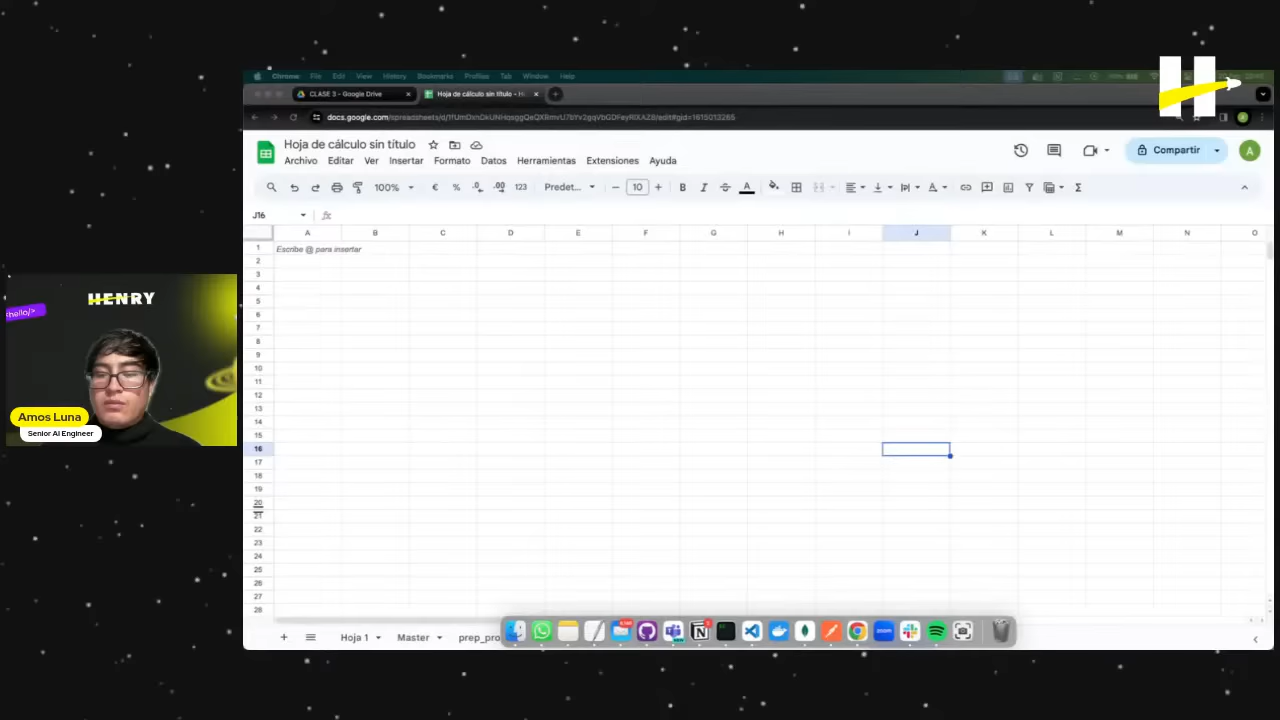 Chrome File Edit View History Bookmarks Profiles Tab Window Help
CLASE 3 - Google Drive
Hoja de cálculo sin título - H
Hoja de cálculo sin título
Archivo Editar Ver Insertar Formato Datos Herramientas Extensiones Ayuda
Compartir
A
100% € % .0 .00 123 Predet... 10 B I A
J16
fx
A B C D E F G H I J K L M N O
1 Escribe @ para insertar
2
3
4
5
6
7
8
9
10
11
12
13
14
15
16
17
18
19
20
21
22
23
24
25
26
27
28
Hoja 1 Master prep_pro
HENRY
<hello/>
Amos Luna
Senior AI Engineer
H